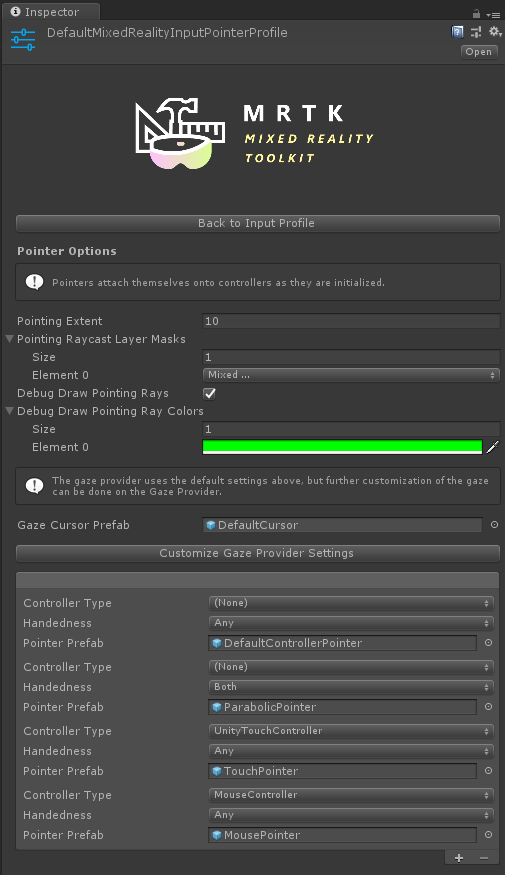 Inspector
DefaultMixedRealityInputPointerProfile
Open
MRTK
MIXED REALITY
TOOLKIT
Back to Input Profile
Pointer Options
Pointers attach themselves onto controllers as they are initialized.
Pointing Extent 10
Pointing Raycast Layer Masks
Size 1
Element 0 Mixed ...
Debug Draw Pointing Rays
Debug Draw Pointing Ray Colors
Size 1
Element 0
The gaze provider uses the default settings above, but further customization of the gaze
can be done on the Gaze Provider.
Gaze Cursor Prefab DefaultCursor
Customize Gaze Provider Settings
Controller Type (None)
Handedness Any
Pointer Prefab DefaultControllerPointer
Controller Type (None)
Handedness Both
Pointer Prefab ParabolicPointer
Controller Type UnityTouchController
Handedness Any
Pointer Prefab TouchPointer
Controller Type MouseController
Handedness Any
Pointer Prefab MousePointer